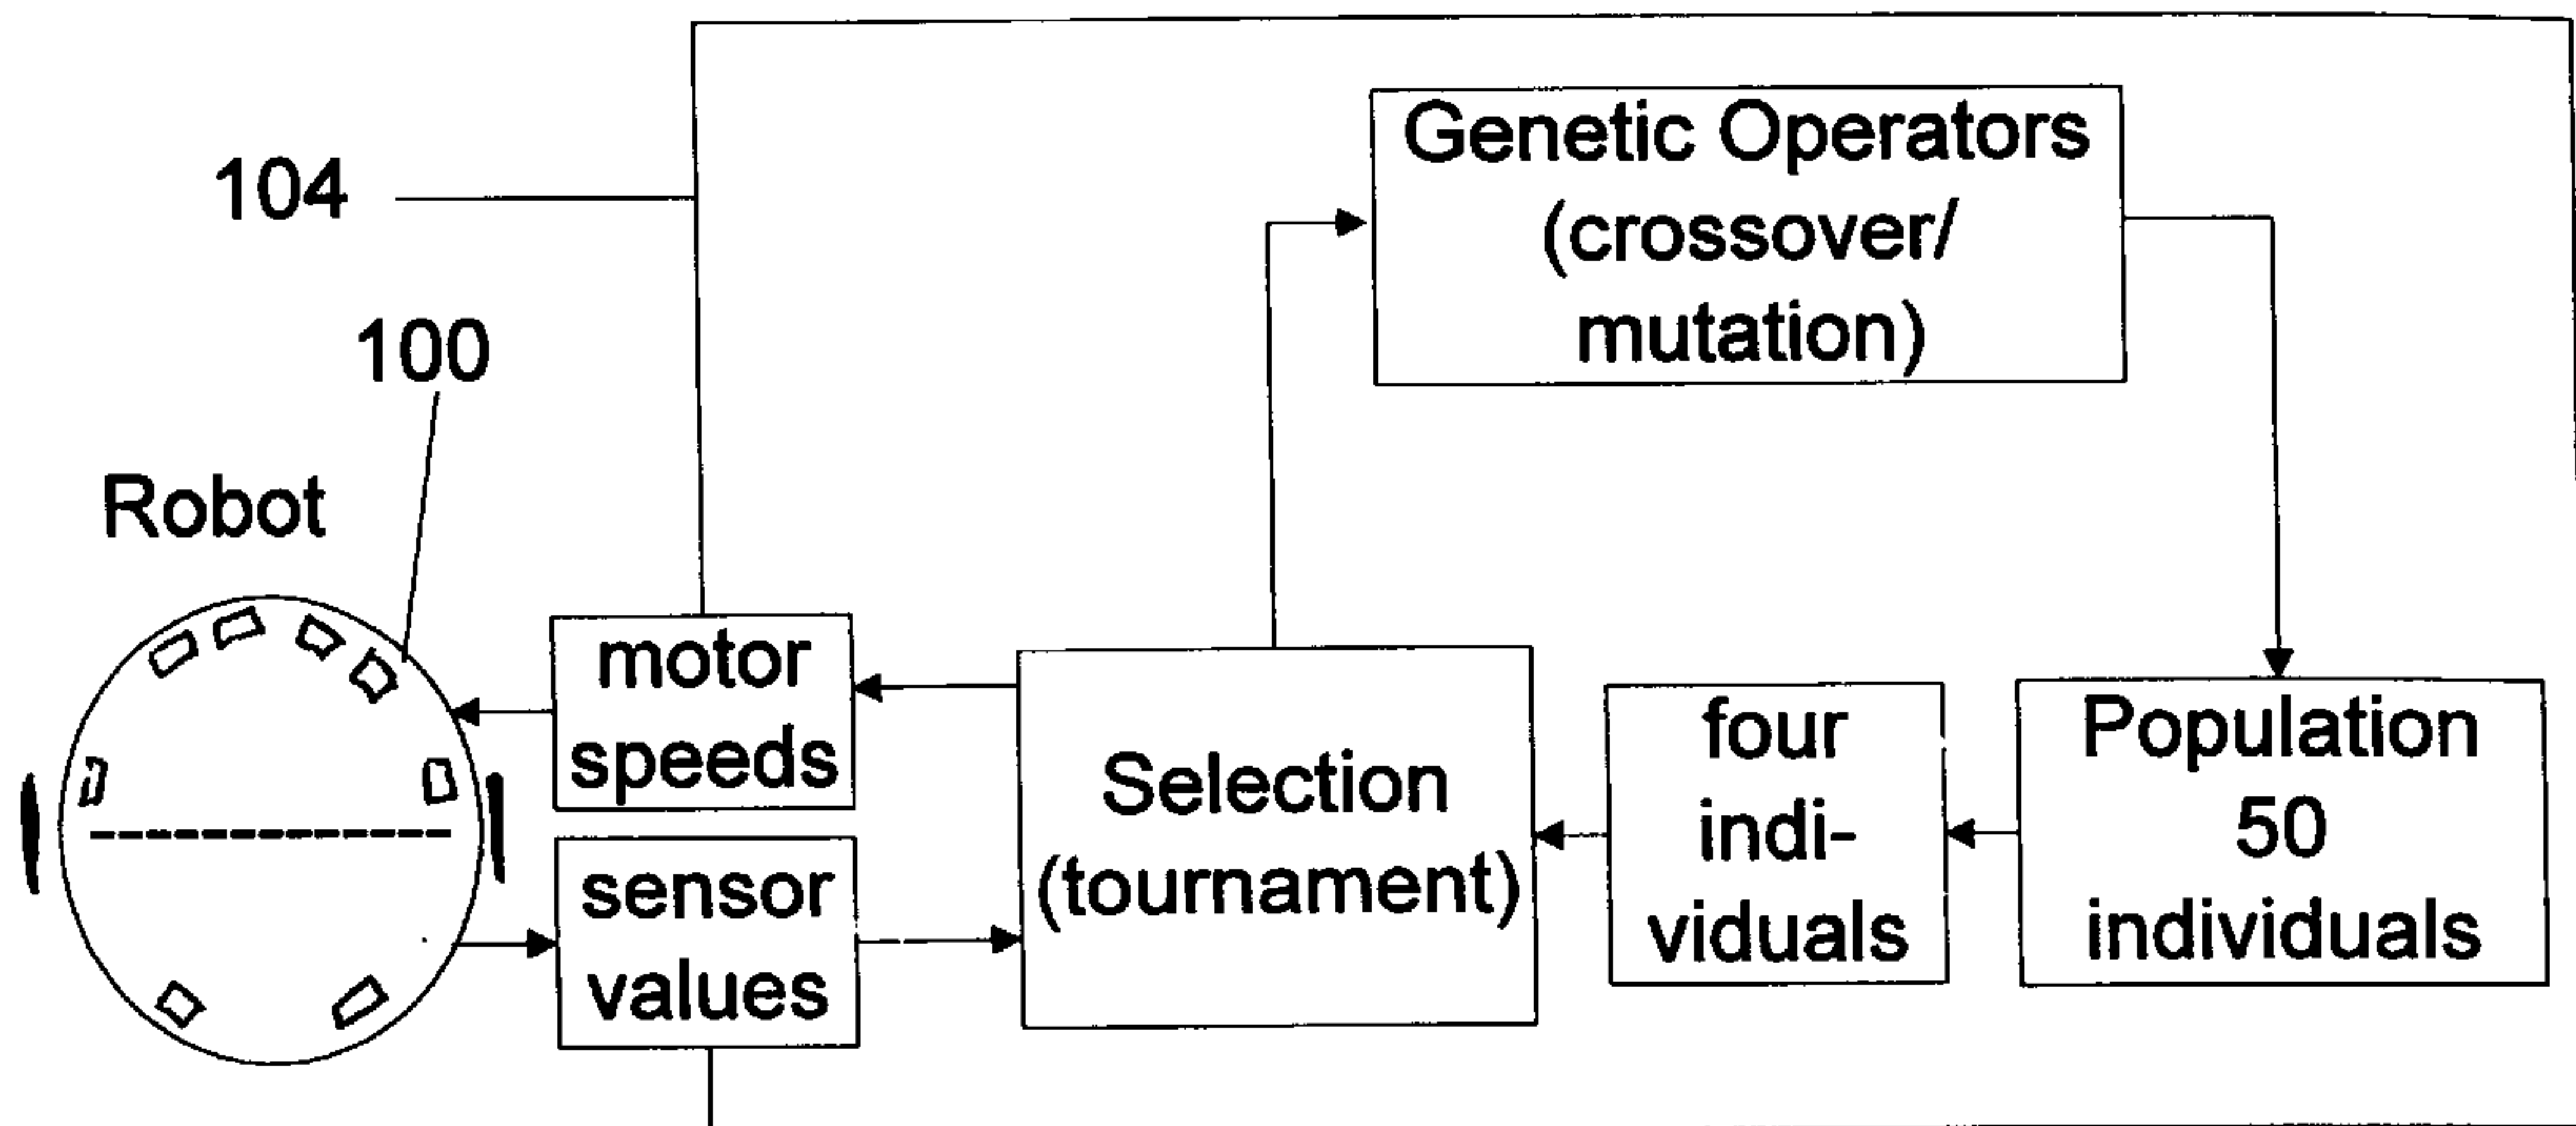 104
100
Robot
Genetic Operators
(crossover/
mutation)
motor
speeds
sensor
values
Selection
(tournament)
four
indi-
viduals
Population
50
individuals